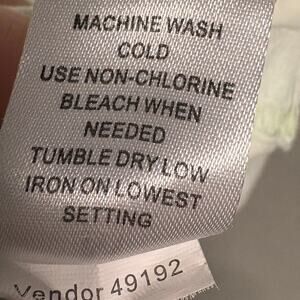 MACHINE WASH
COLD
USE NON-CHLORINE
BLEACH WHEN
NEEDED
TUMBLE DRY LOW
IRON ON LOWEST
SETTING
Vendor 49192